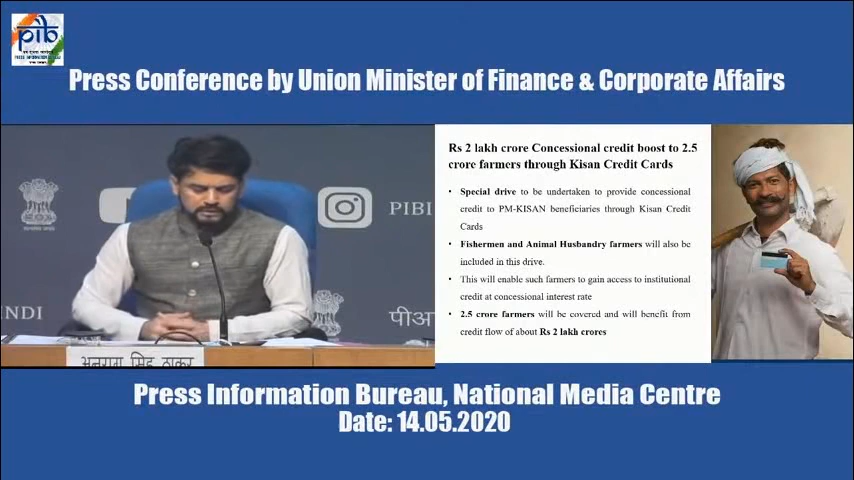 pib
PRESS INFORMATION BUREAU
Press Conference by Union Minister of Finance & Corporate Affairs
PIBI
INDI
पीआ
अनुराग सिंह ठाकुर
Rs 2 lakh crore Concessional credit boost to 2.5
crore farmers through Kisan Credit Cards
• Special drive to be undertaken to provide concessional
credit to PM-KISAN beneficiaries through Kisan Credit
Cards
• Fishermen and Animal Husbandry farmers will also be
included in this drive.
• This will enable such farmers to gain access to institutional
credit at concessional interest rate
• 2.5 crore farmers will be covered and will benefit from
credit flow of about Rs 2 lakh crores
Press Information Bureau, National Media Centre
Date: 14.05.2020